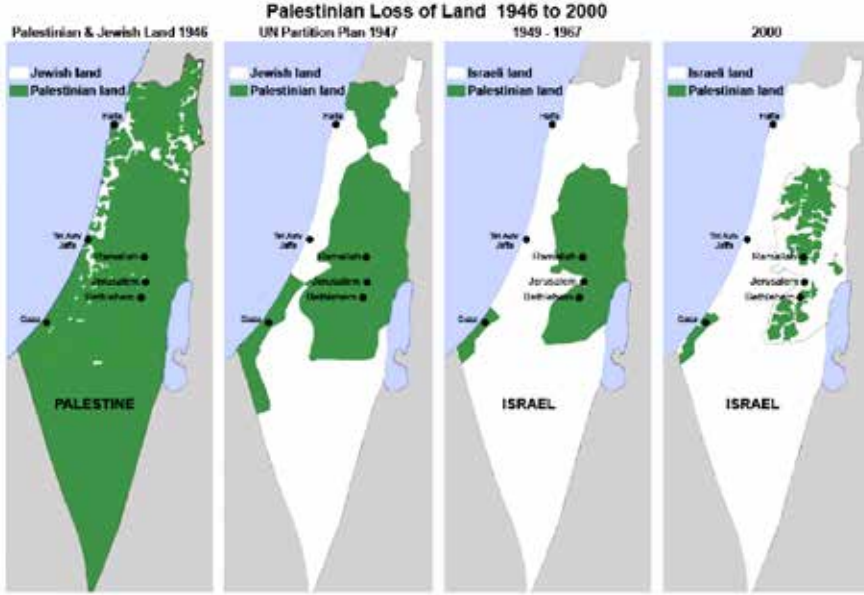 Palestinian Loss of Land 1946 to 2000
Palestinian & Jewish Land 1946
Jewish land
Palestinian land
Haifa
Tel Aviv
Jaffa
Ramallah
Jerusalem
Bethlehem
Gaza
PALESTINE
UN Partition Plan 1947
Jewish land
Palestinian land
Haifa
Tel Aviv
Jaffa
Ramallah
Jerusalem
Bethlehem
Gaza
1949 - 1967
Israeli land
Palestinian land
Haifa
Tel Aviv
Jaffa
Ramallah
Jerusalem
Bethlehem
Gaza
ISRAEL
2000
Israeli land
Palestinian land
Haifa
Tel Aviv
Jaffa
Ramallah
Jerusalem
Bethlehem
Gaza
ISRAEL